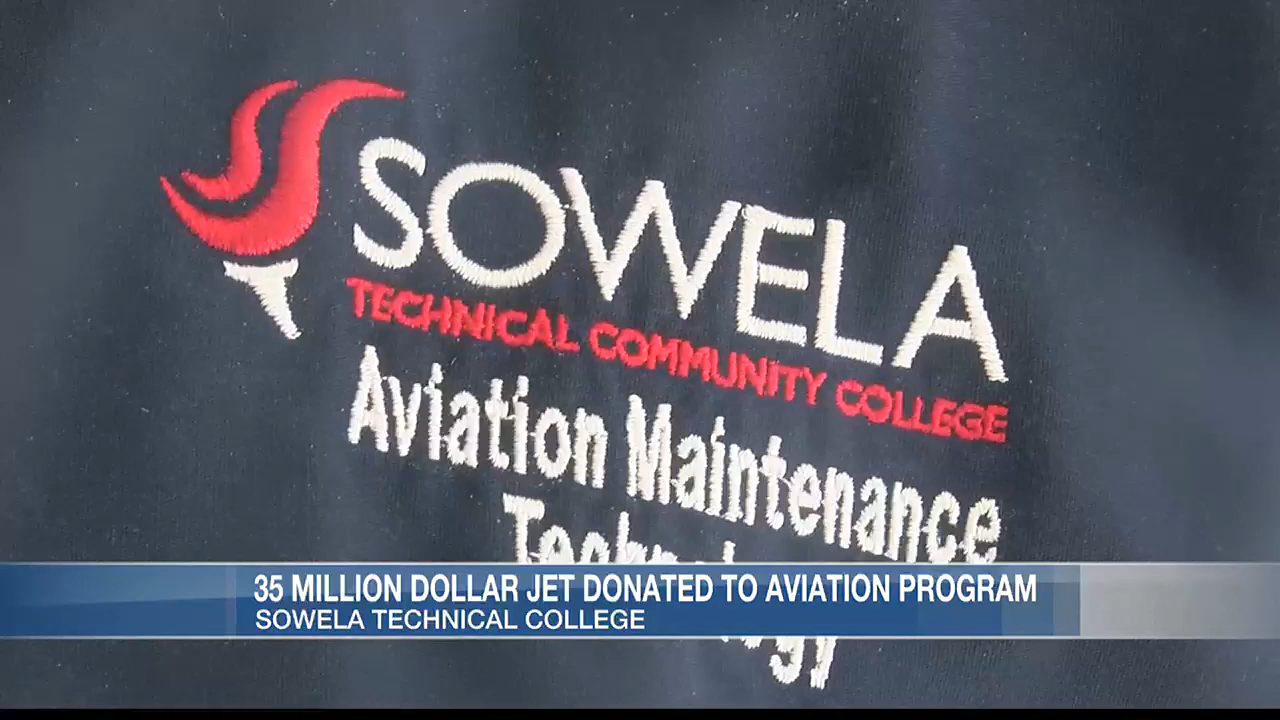 SOWELA
TECHNICAL COMMUNITY COLLEGE
Aviation Maintenance
35 MILLION DOLLAR JET DONATED TO AVIATION PROGRAM
SOWELA TECHNICAL COLLEGE